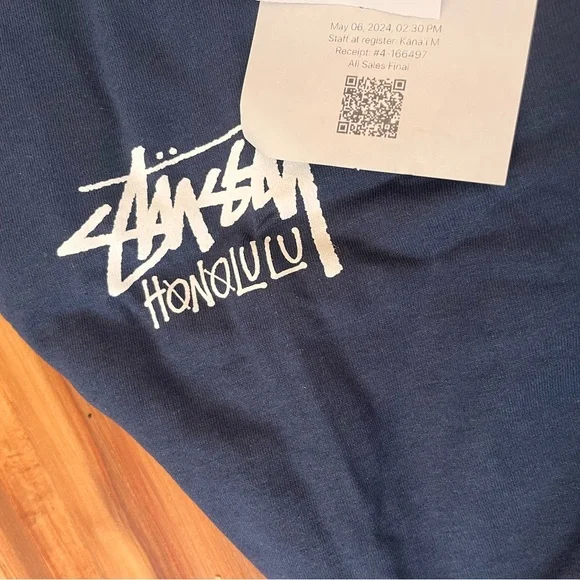 May 06, 2024, 02:30 PM
Staff at register: Kana'i M
Receipt: #4-166497
All Sales Final
Stüssy
HONOLULU